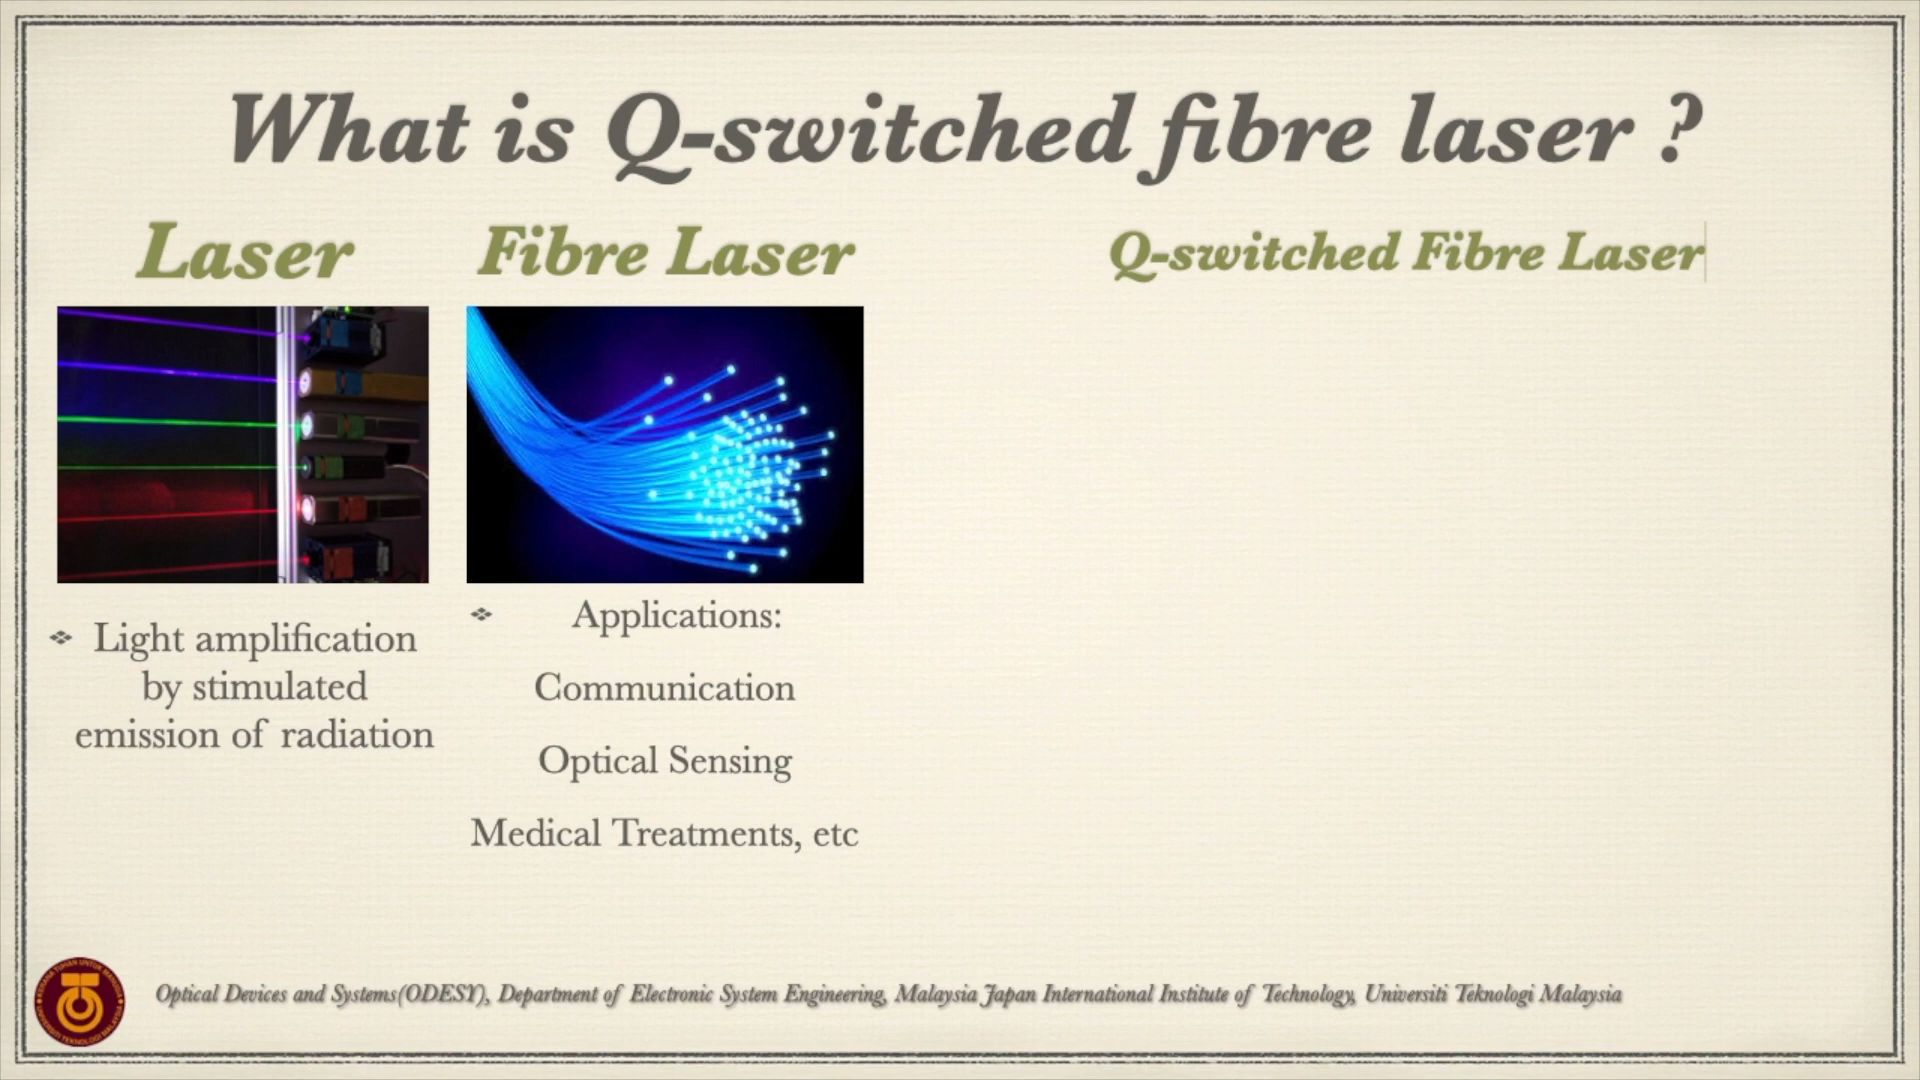 What is Q-switched fibre laser ?
Laser
Fibre Laser
Q-switched Fibre Laser
❖ Light amplification
by stimulated
emission of radiation
❖ Applications:
Communication
Optical Sensing
Medical Treatments, etc
Optical Devices and Systems(ODESY), Department of Electronic System Engineering, Malaysia Japan International Institute of Technology, Universiti Teknologi Malaysia